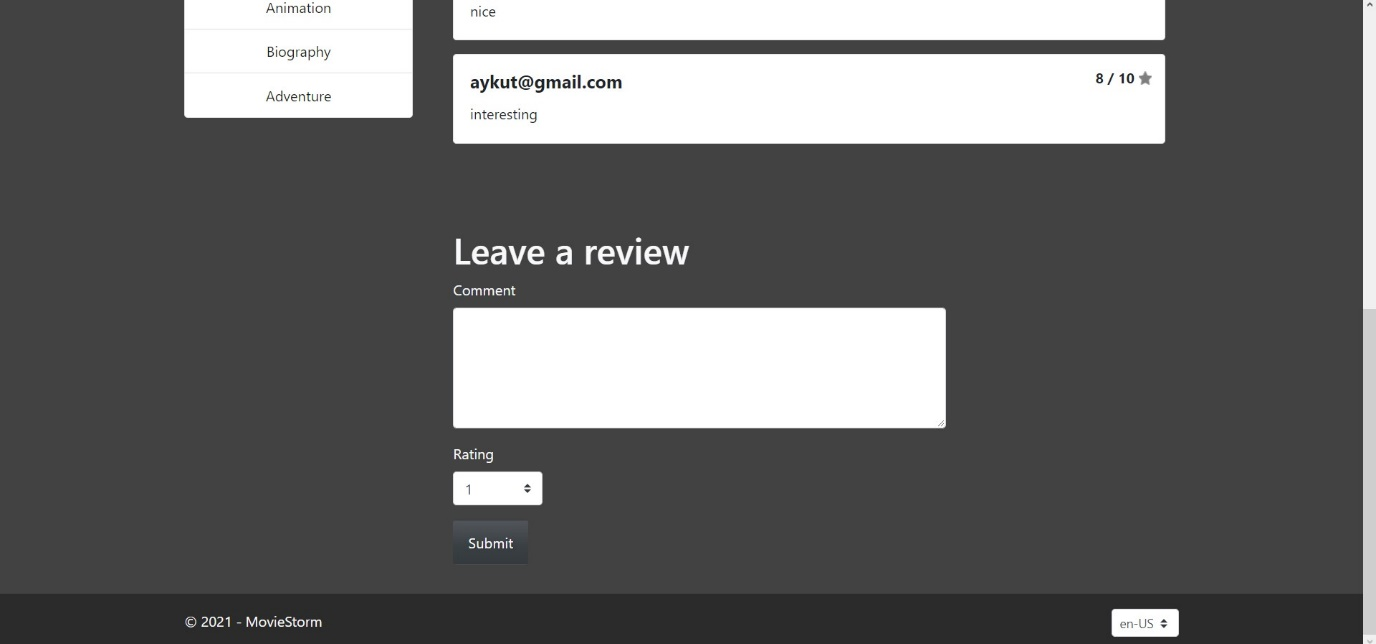 Animation
Biography
Adventure
nice
aykut@gmail.com
8 / 10
interesting
Leave a review
Comment
Rating
1
Submit
© 2021 - MovieStorm
en-US